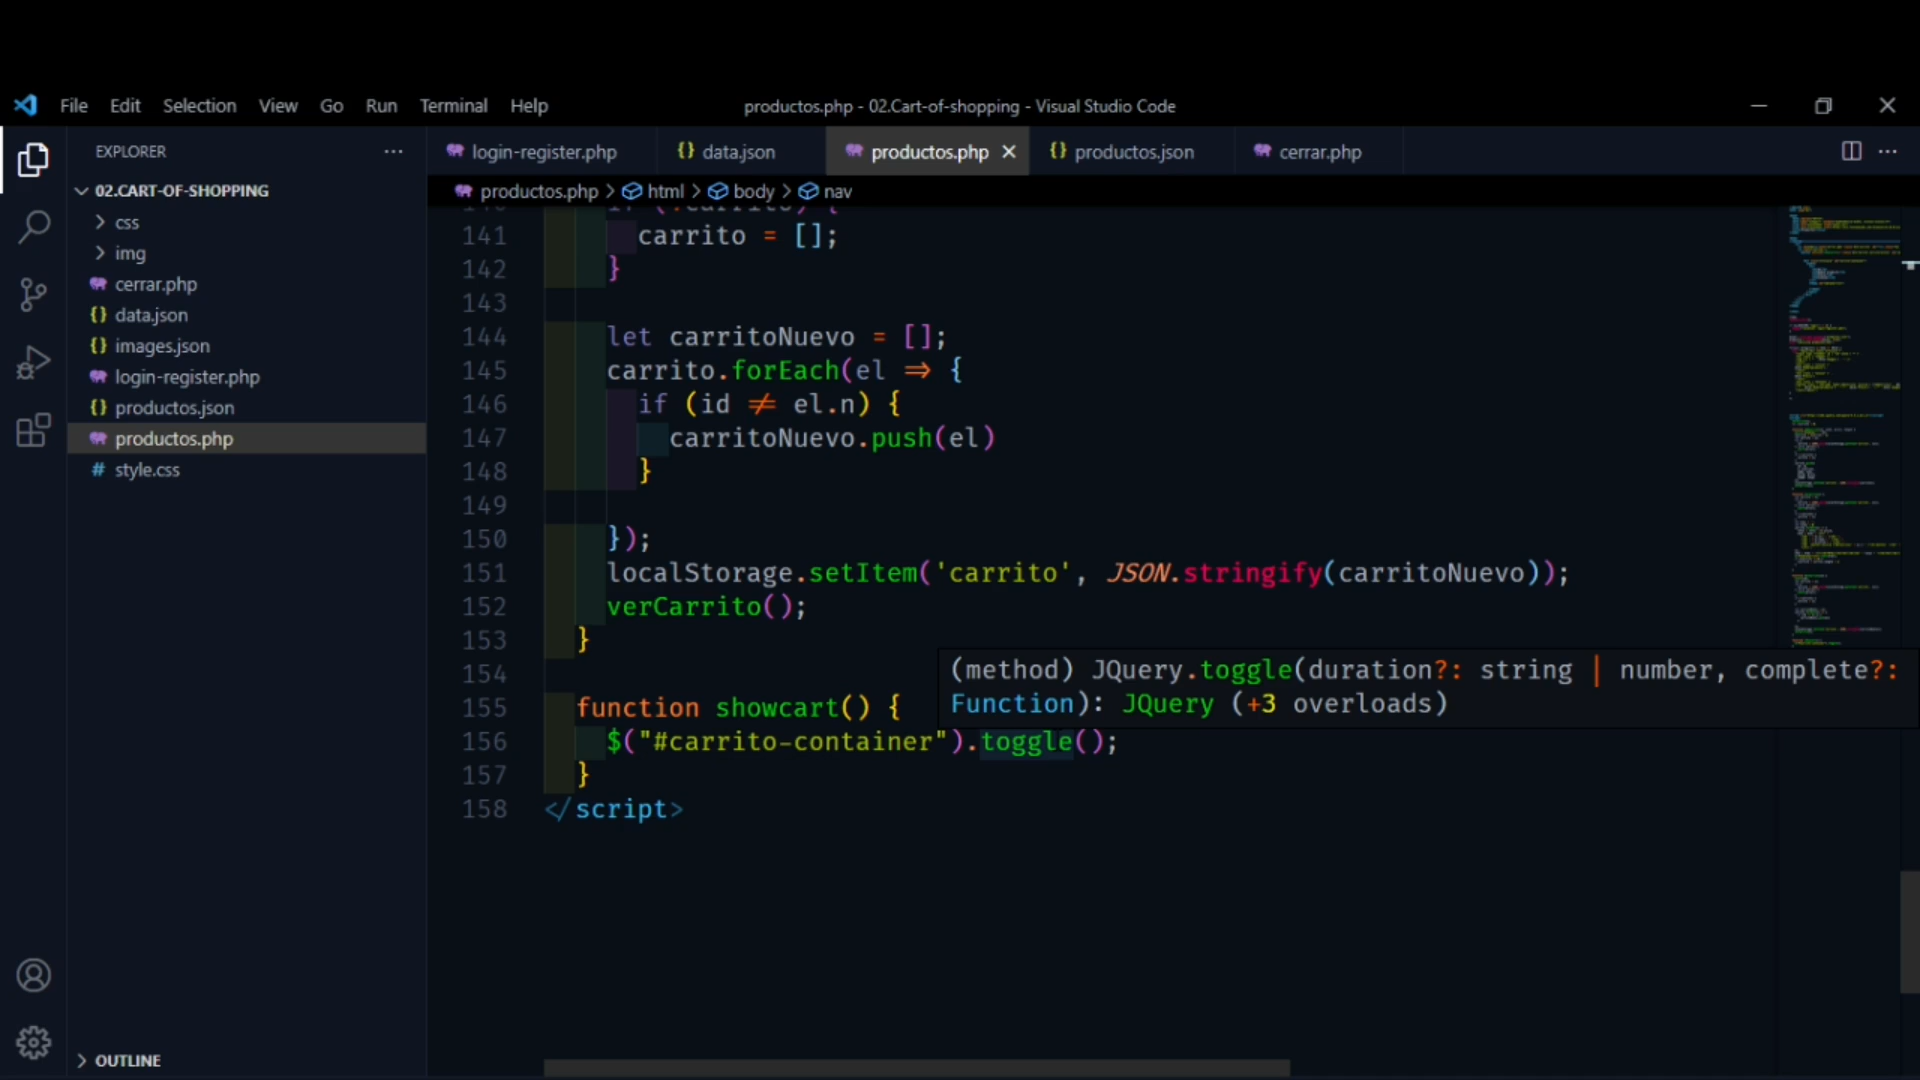 File Edit Selection View Go Run Terminal Help
productos.php - 02.Cart-of-shopping - Visual Studio Code
EXPLORER
02.CART-OF-SHOPPING
css
img
cerrar.php
{} data.json
{} images.json
login-register.php
{} productos.json
productos.php
# style.css
OUTLINE
login-register.php {} data.json productos.php {} productos.json cerrar.php
productos.php > html > body > nav
141 carrito = [];
142 }
143
144 let carritoNuevo = [];
145 carrito.forEach(el => {
146 if (id ≠ el.n) {
147 carritoNuevo.push(el)
148 }
149
150 });
151 localStorage.setItem('carrito', JSON.stringify(carritoNuevo));
152 verCarrito();
153 }
154
(method) JQuery.toggle(duration?: string | number, complete?:
Function): JQuery (+3 overloads)
155 function showcart() {
156 $("#carrito-container").toggle();
157 }
158 </script>